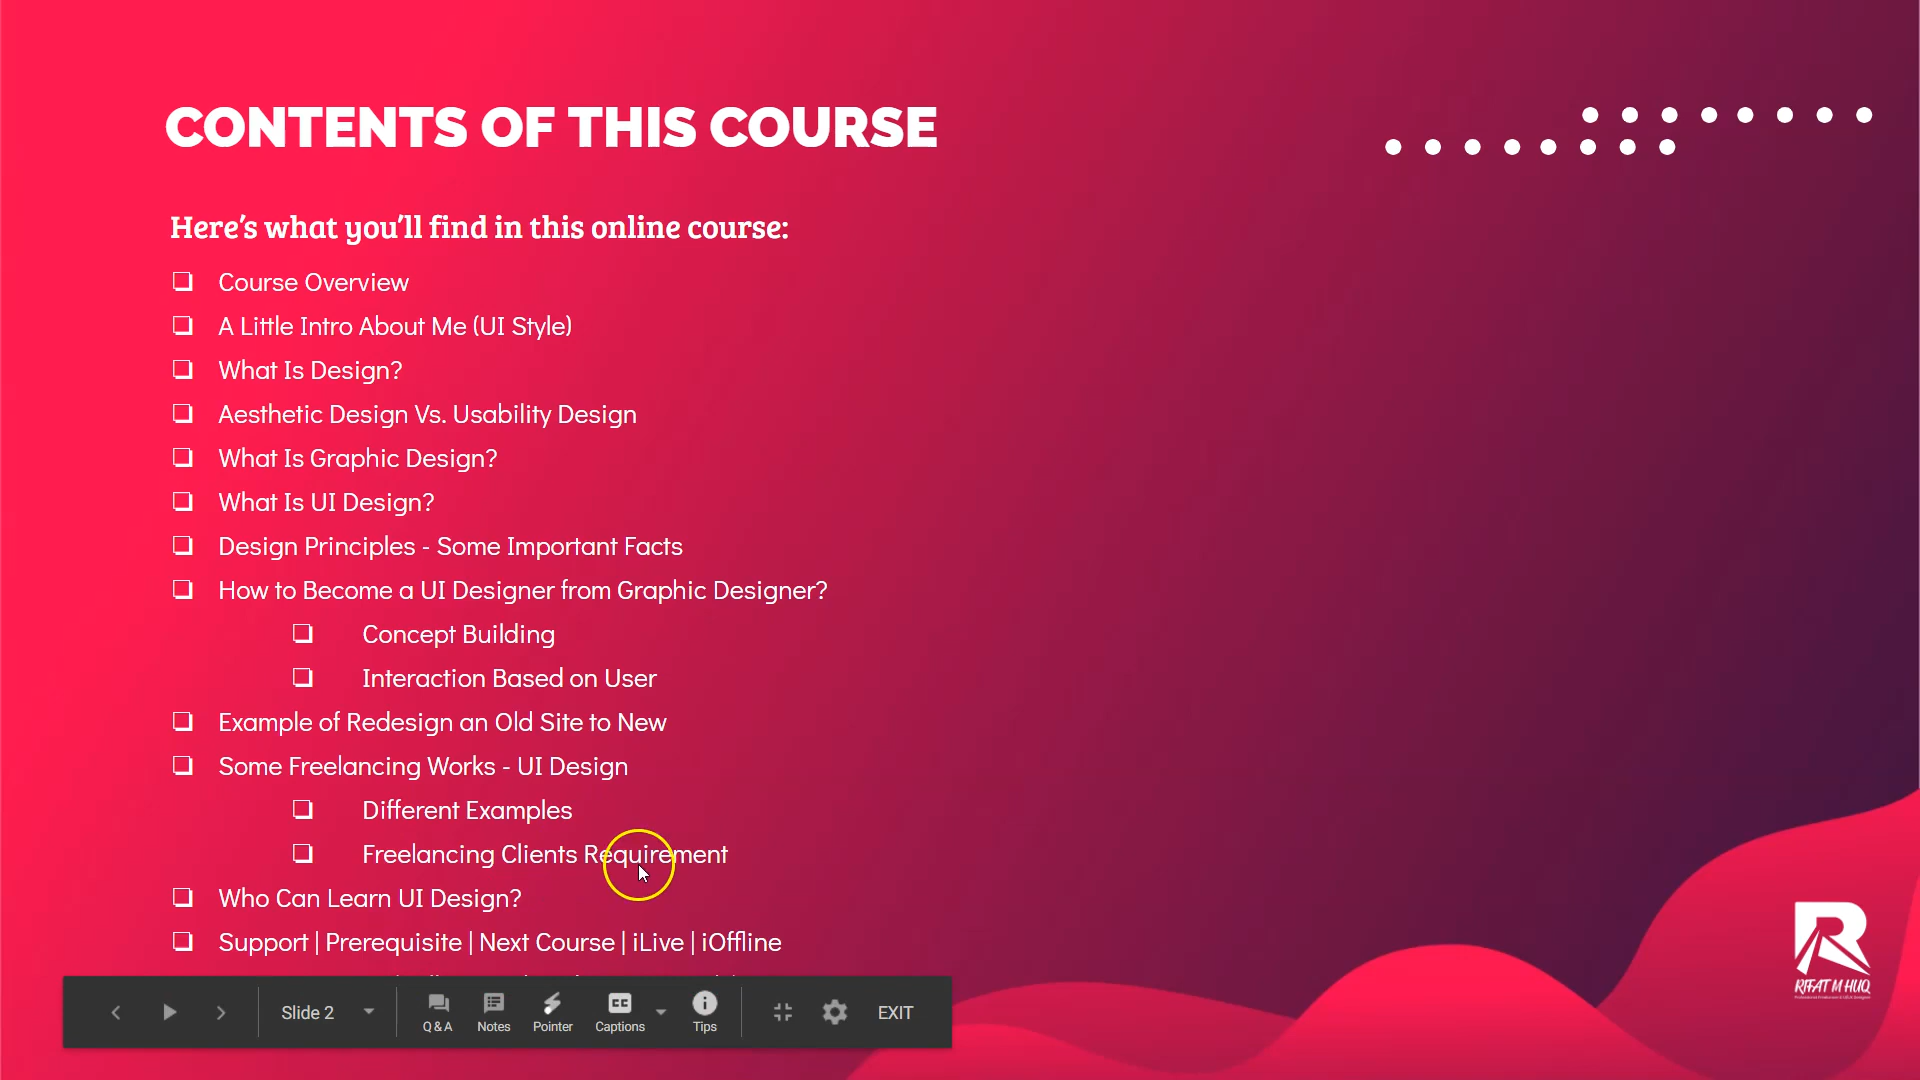 CONTENTS OF THIS COURSE
Here's what you'll find in this online course:
❏ Course Overview
❏ A Little Intro About Me (UI Style)
❏ What Is Design?
❏ Aesthetic Design Vs. Usability Design
❏ What Is Graphic Design?
❏ What Is UI Design?
❏ Design Principles - Some Important Facts
❏ How to Become a UI Designer from Graphic Designer?
❏ Concept Building
❏ Interaction Based on User
❏ Example of Redesign an Old Site to New
❏ Some Freelancing Works - UI Design
❏ Different Examples
❏ Freelancing Clients Requirement
❏ Who Can Learn UI Design?
❏ Support | Prerequisite | Next Course | iLive | iOffline
Slide 2
Q&A
Notes
Pointer
Captions
Tips
EXIT
RIFAT M HUQ